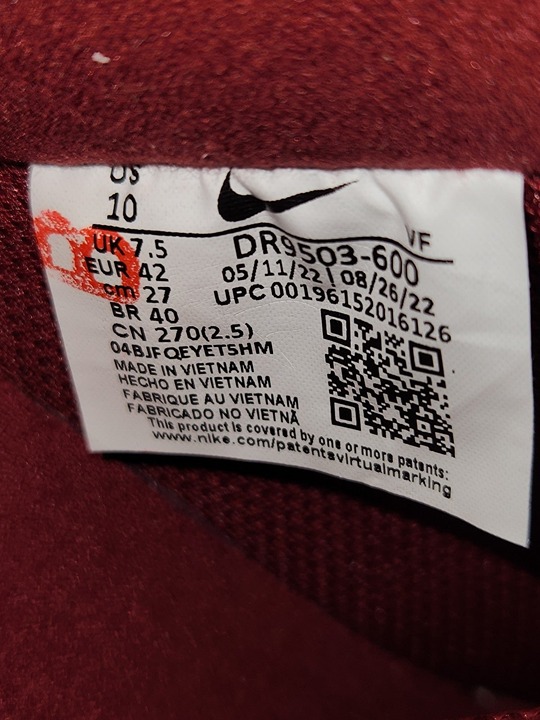 US
10
VF
UK 7.5
EUR 42
cm 27
BR 40
CN 270(2.5)
DR9503-600
05/11/22 | 08/26/22
UPC 00196152016126
04BJFQEYETSHM
MADE IN VIETNAM
HECHO EN VIETNAM
FABRIQUE AU VIETNAM
FABRICADO NO VIETNÃ
This product is covered by one or more patents:
www.nike.com/patentsvirtualmarking